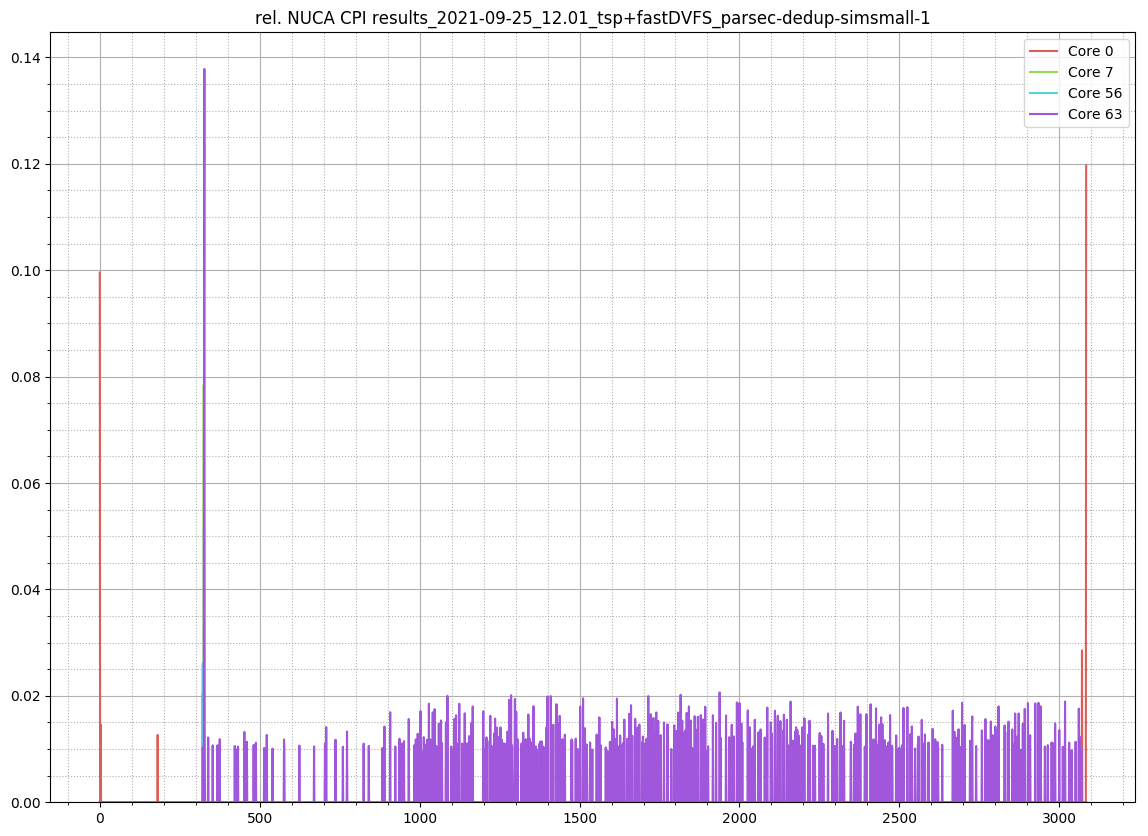 rel. NUCA CPI results_2021-09-25_12.01_tsp+fastDVFS_parsec-dedup-simsmall-1
Core 0
Core 7
Core 56
Core 63
0.14
0.12
0.10
0.08
0.06
0.04
0.02
0.00
0 500 1000 1500 2000 2500 3000